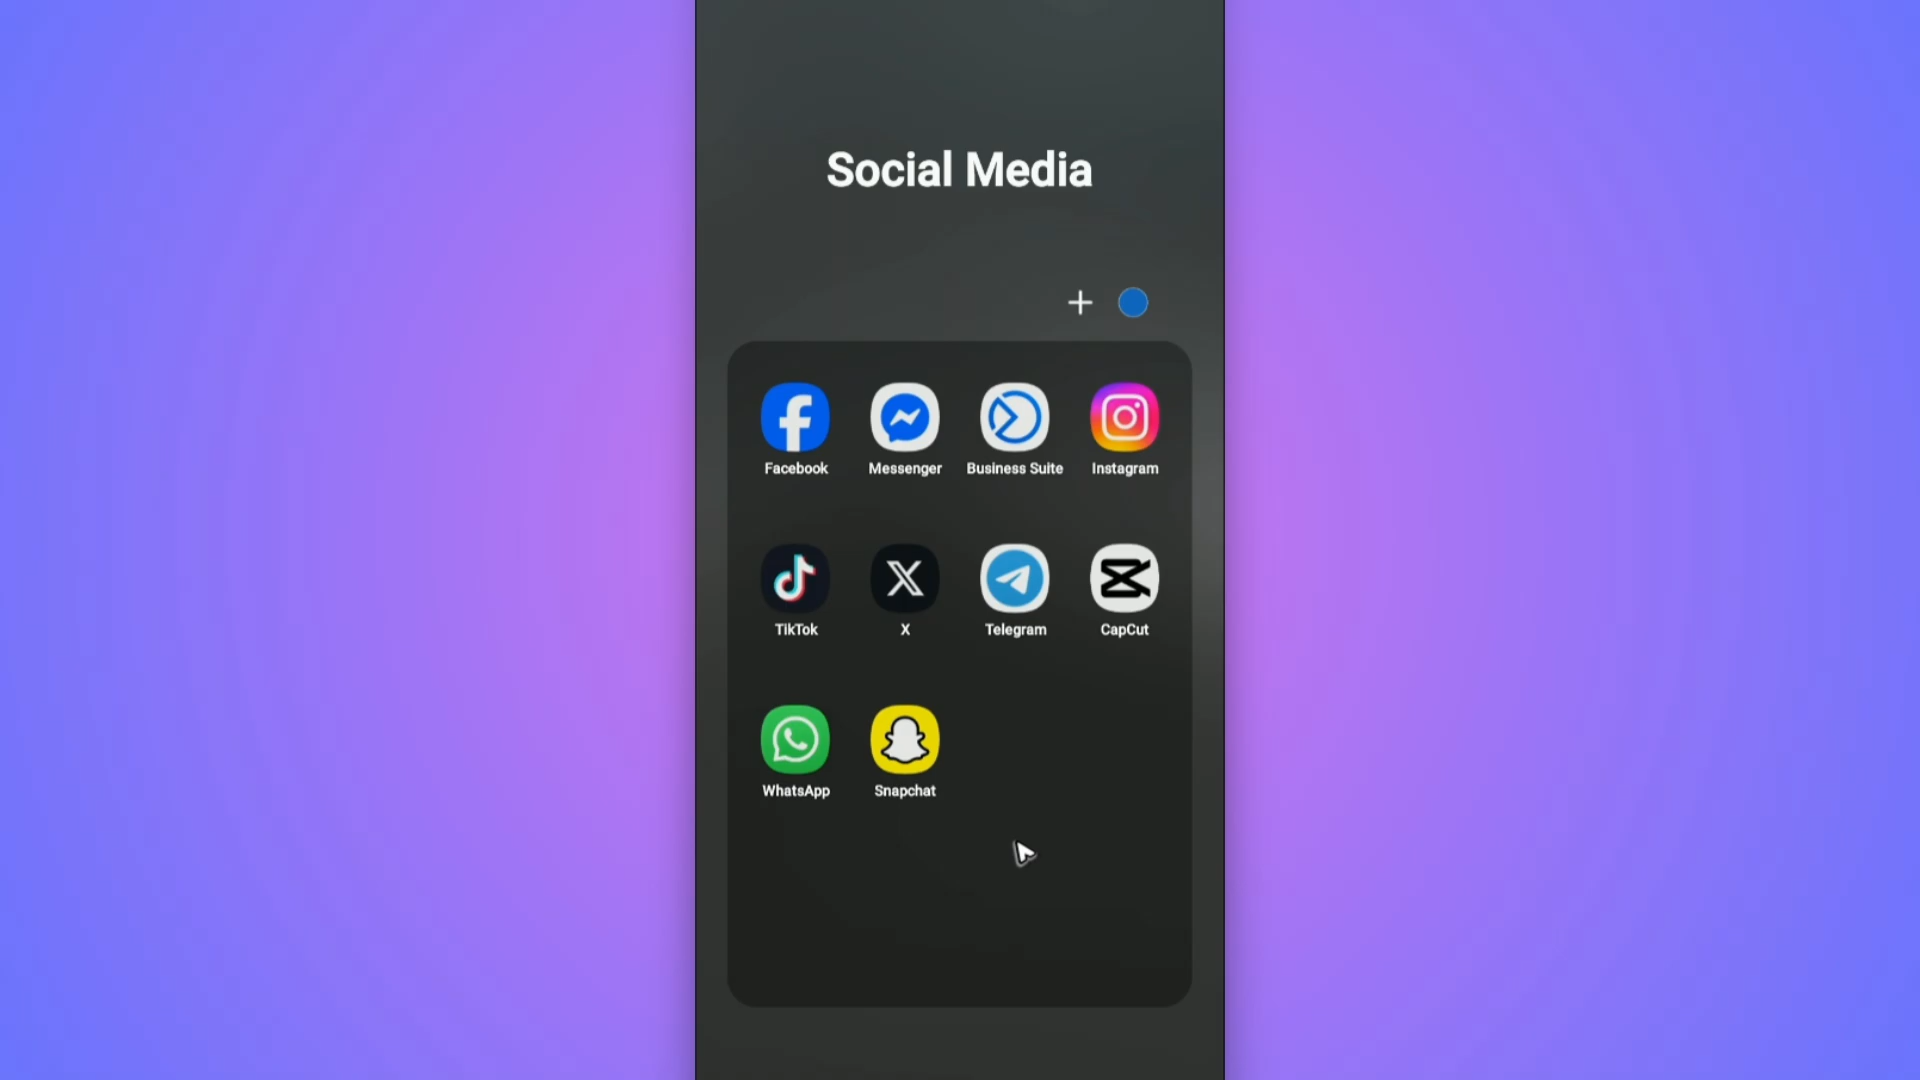 Social Media
Facebook Messenger Business Suite Instagram
TikTok X Telegram CapCut
WhatsApp Snapchat